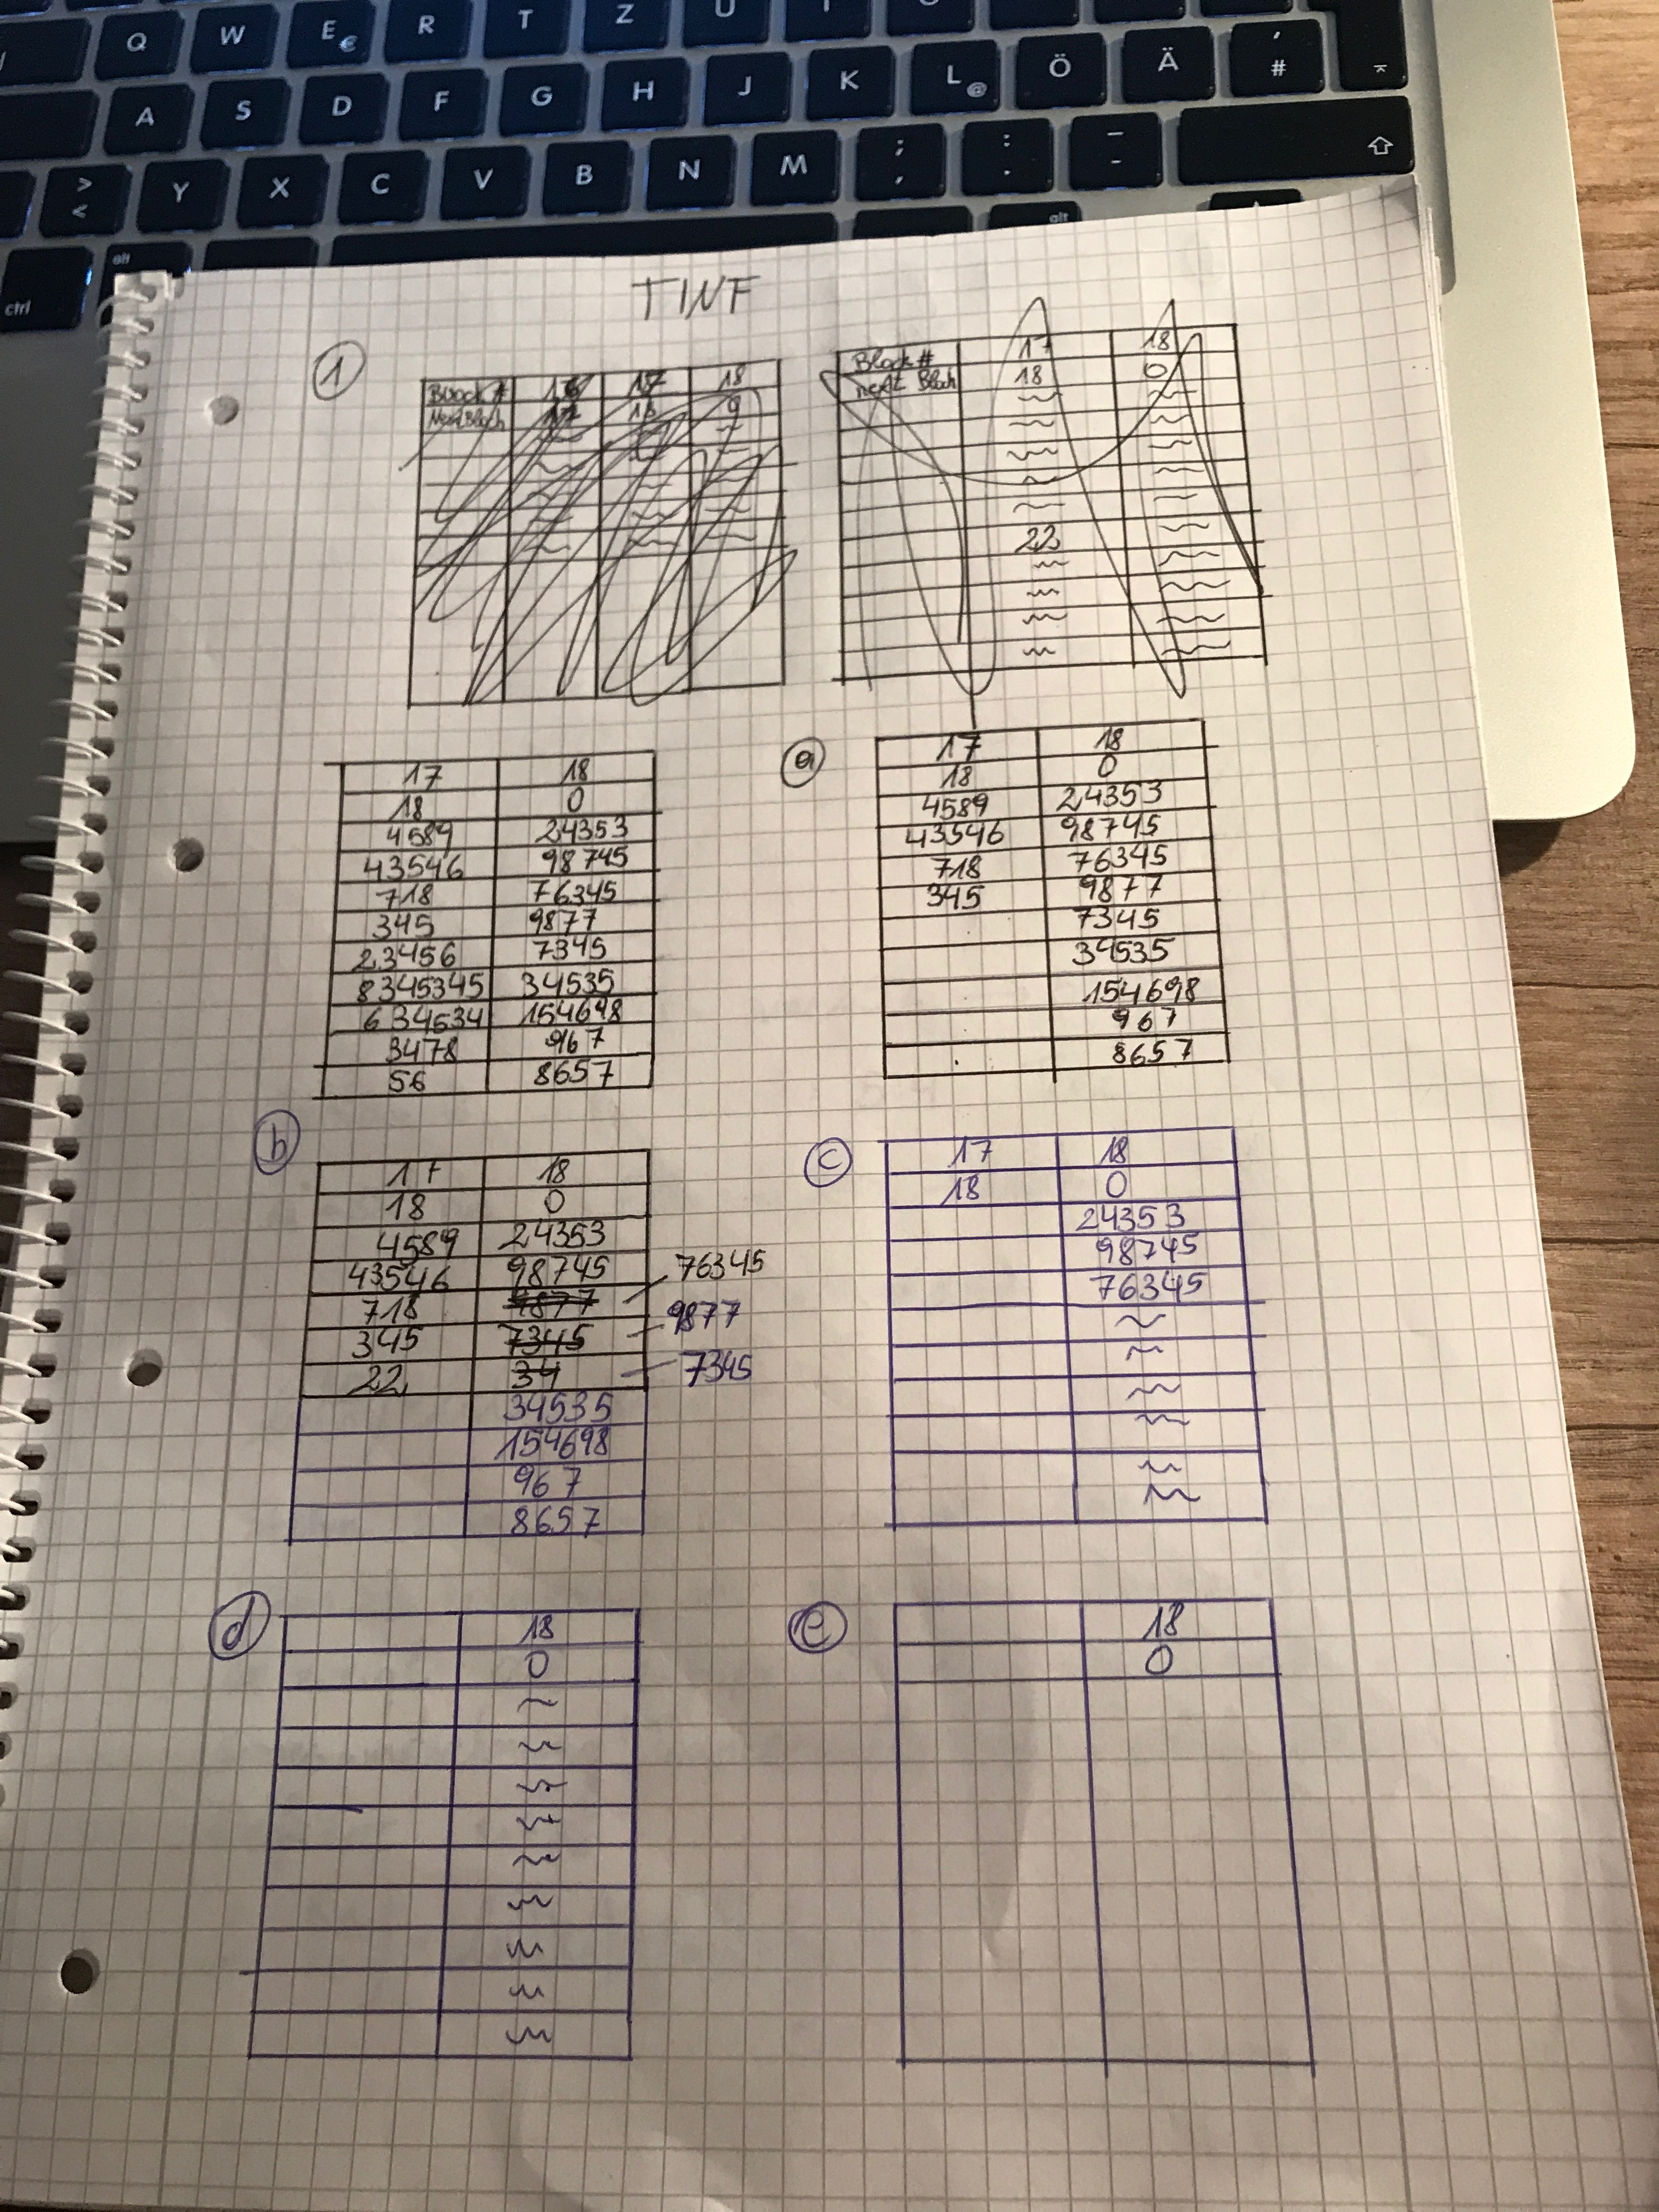 Q W E € R T Z U
A S D F G H J K L @ Ö Ä ' #
> < Y X C V B N M ; , : . _ -
ctrl alt alt
TINF
1
Block # 16 17 18
Next Block 17 18
Block # 17 18
next Block 18 0
22
17 18
18 0
4589 24353
43546 98745
718 76345
345 9877
23456 7345
8345345 34535
634534 154698
3478 967
56 8657
a
17 18
18 0
4589 24353
43546 98745
718 76345
345 9877
7345
34535
154698
967
8657
b
17 18
18 0
4589 24353
43546 98745 76345
718 9877
345 7345 9877
22 34 7345
34535
154698
967
8657
c
17 18
18 0
24353
98745
76345
d
18
0
e
18
0